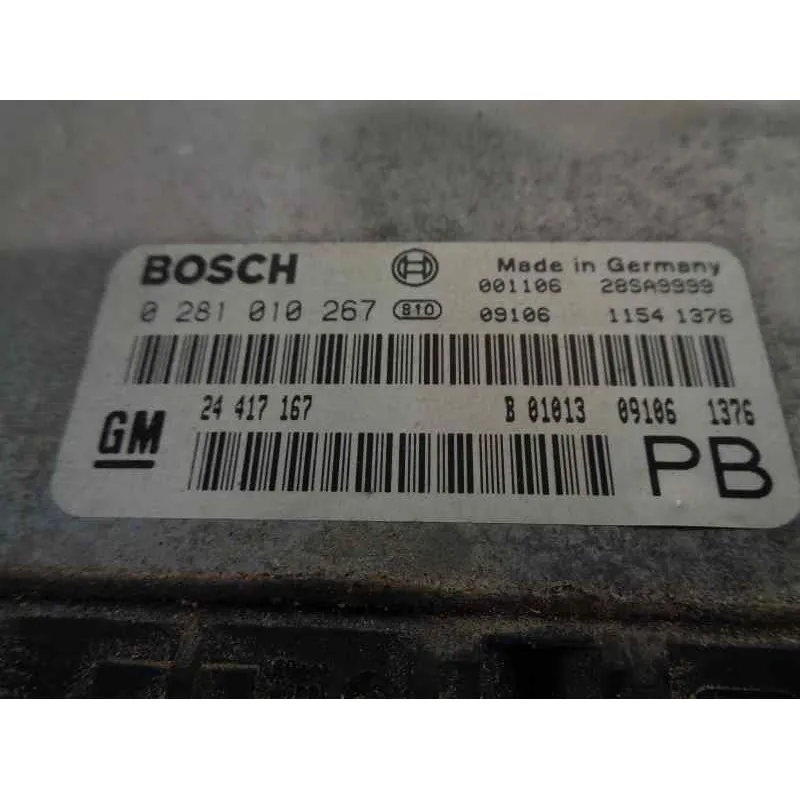 BOSCH Made in Germany
001106 28SA9999
0 281 010 267 810 09106 1154 1376
24 417 167 B 01013 09106 1376
GM PB